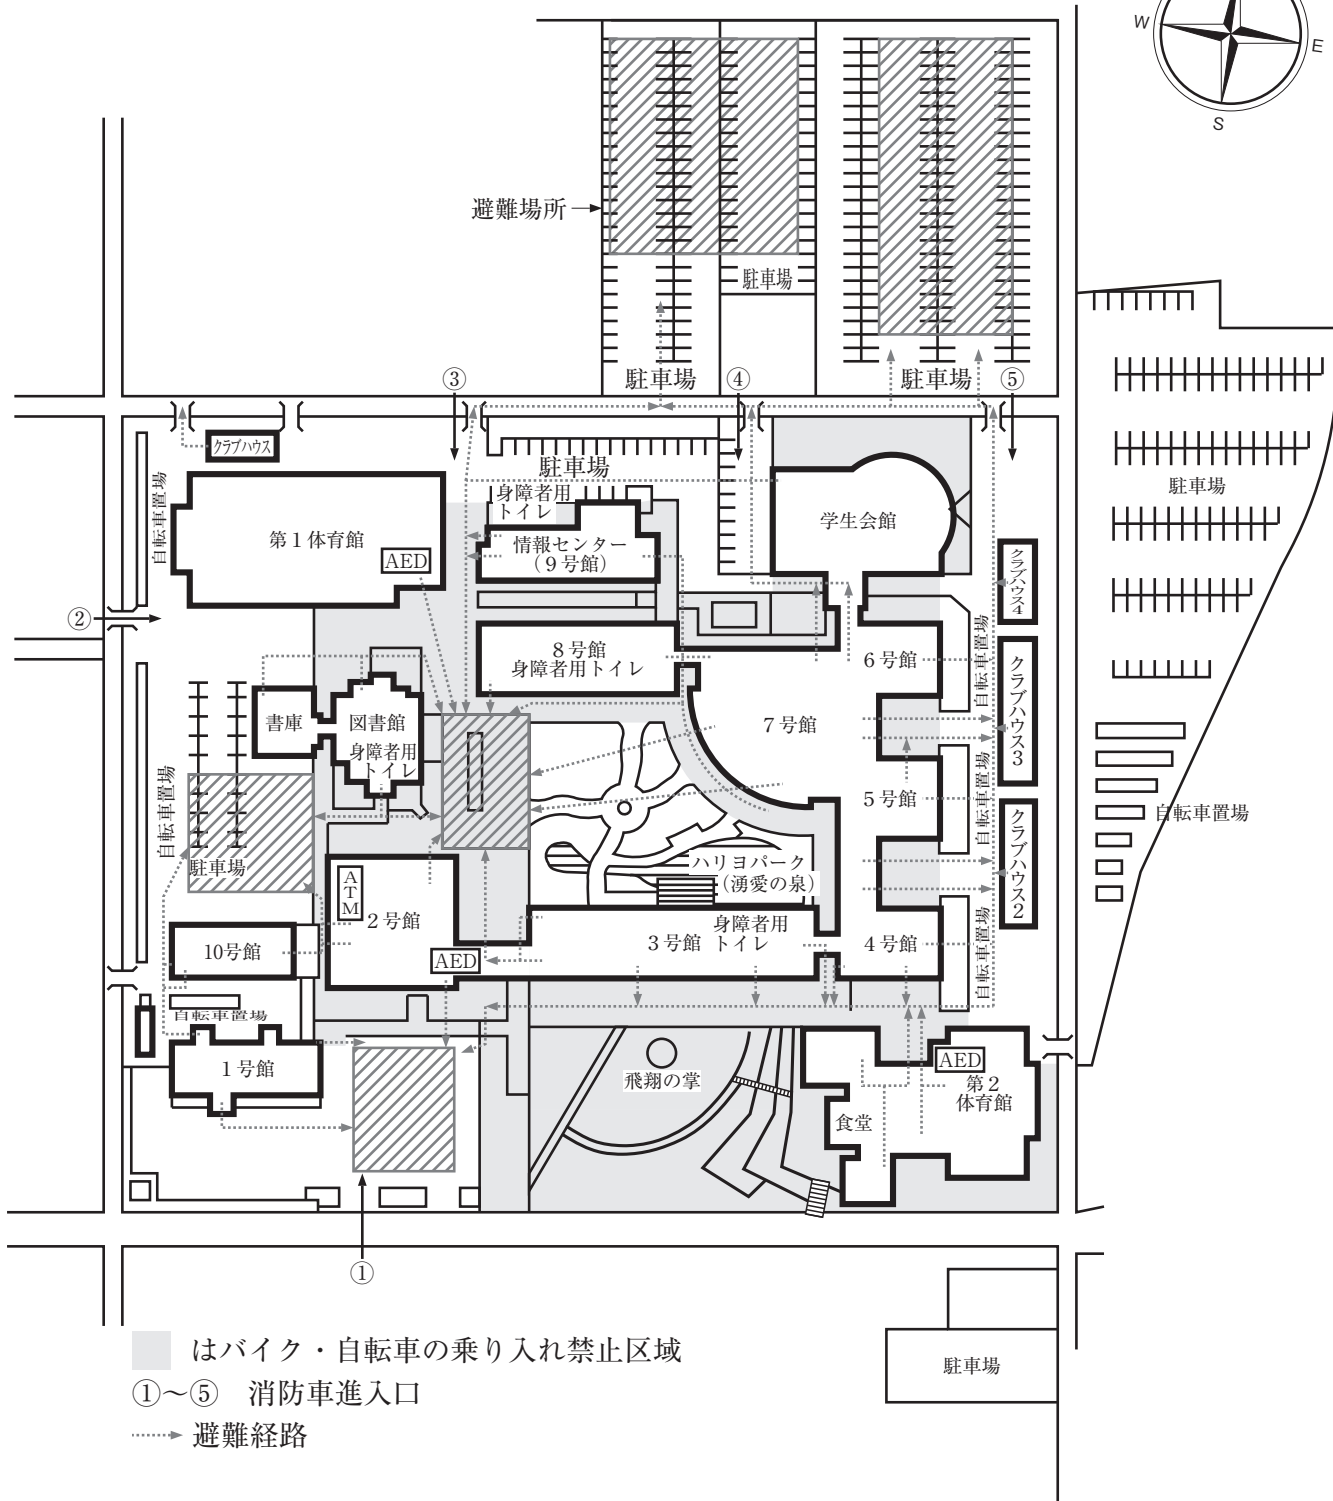 W
E
S
避難場所
駐車場
③
駐車場
④
駐車場
⑤
クラブハウス
駐車場
自転車置場
身障者用
トイレ
第１体育館
AED
情報センター
（９号館）
学生会館
クラブハウス４
②
８号館
身障者用トイレ
６号館
自転車置場
クラブハウス３
書庫
図書館
身障者用
トイレ
７号館
５号館
自転車置場
自転車置場
駐車場
ハリヨパーク
（湧愛の泉）
クラブハウス２
ATM
２号館
10号館
AED
３号館
身障者用
トイレ
４号館
自転車置場
自転車置場
１号館
飛翔の掌
AED
第２
体育館
食堂
①
駐車場
自転車置場
駐車場
はバイク・自転車の乗り入れ禁止区域
①〜⑤　消防車進入口
避難経路